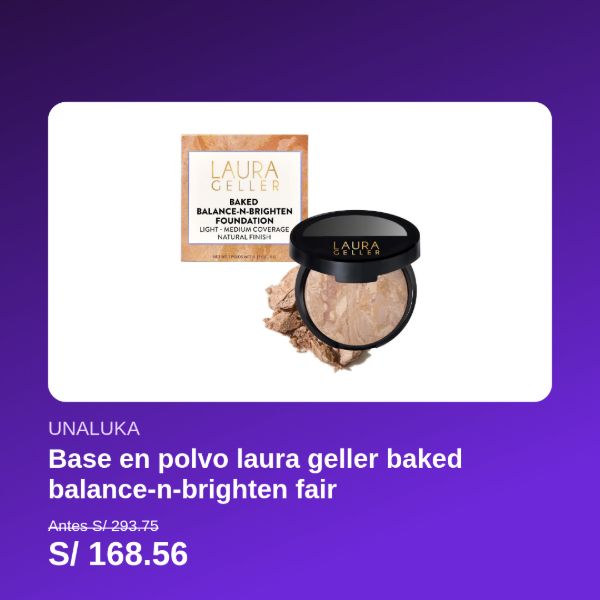 LAURA
GELLER
BAKED
BALANCE-N-BRIGHTEN
FOUNDATION
LIGHT - MEDIUM COVERAGE
NATURAL FINISH
LAURA
GELLER
UNALUKA
Base en polvo laura geller baked
balance-n-brighten fair
Antes S/ 293.75
S/ 168.56